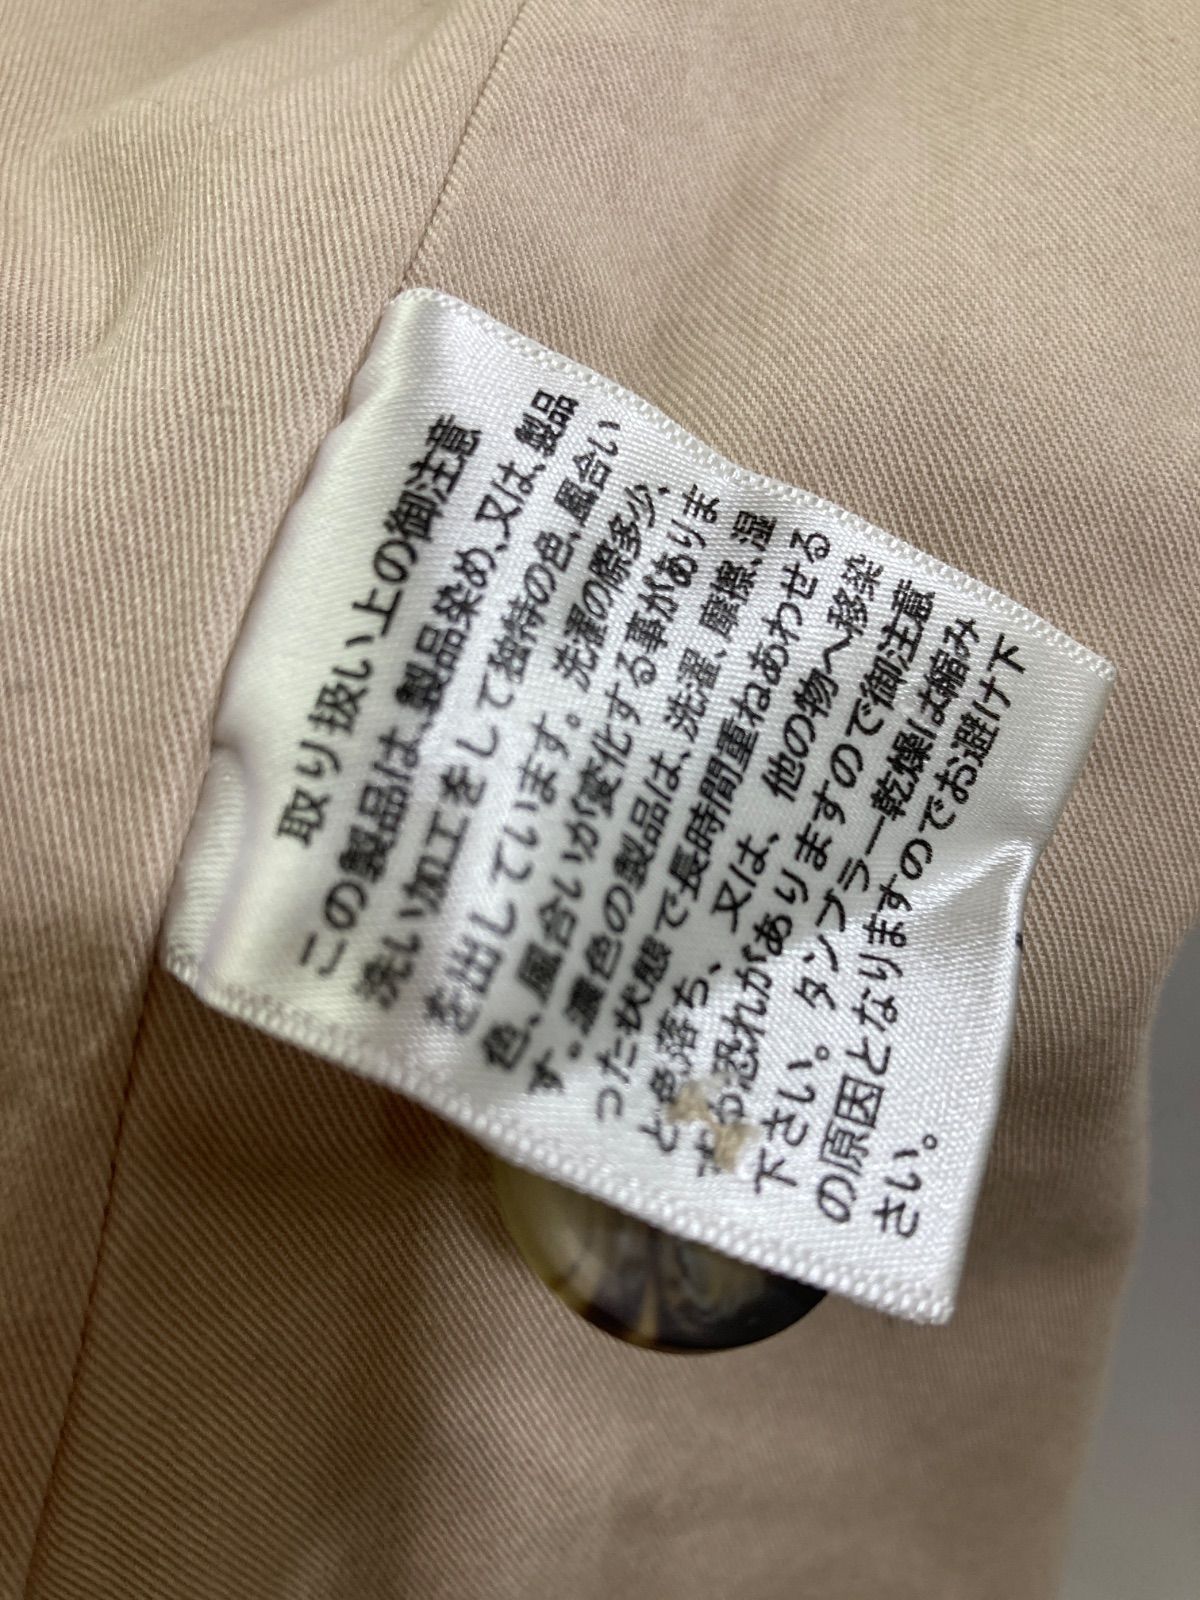 取り扱い上の御注意
この製品は、製品染め、又は、製品
洗い加工をして独特の色、風合い
を出しています。洗濯の際多少、
色、風合いが変化する事がありま
す。濃色の製品は、洗濯、摩擦、湿
った状態で長時間重ねあわせる
と色落ち、又は、他の物へ移染
する恐れがありますので御注意
下さい。タンブラー乾燥は縮み
の原因となりますのでお避け下
さい。